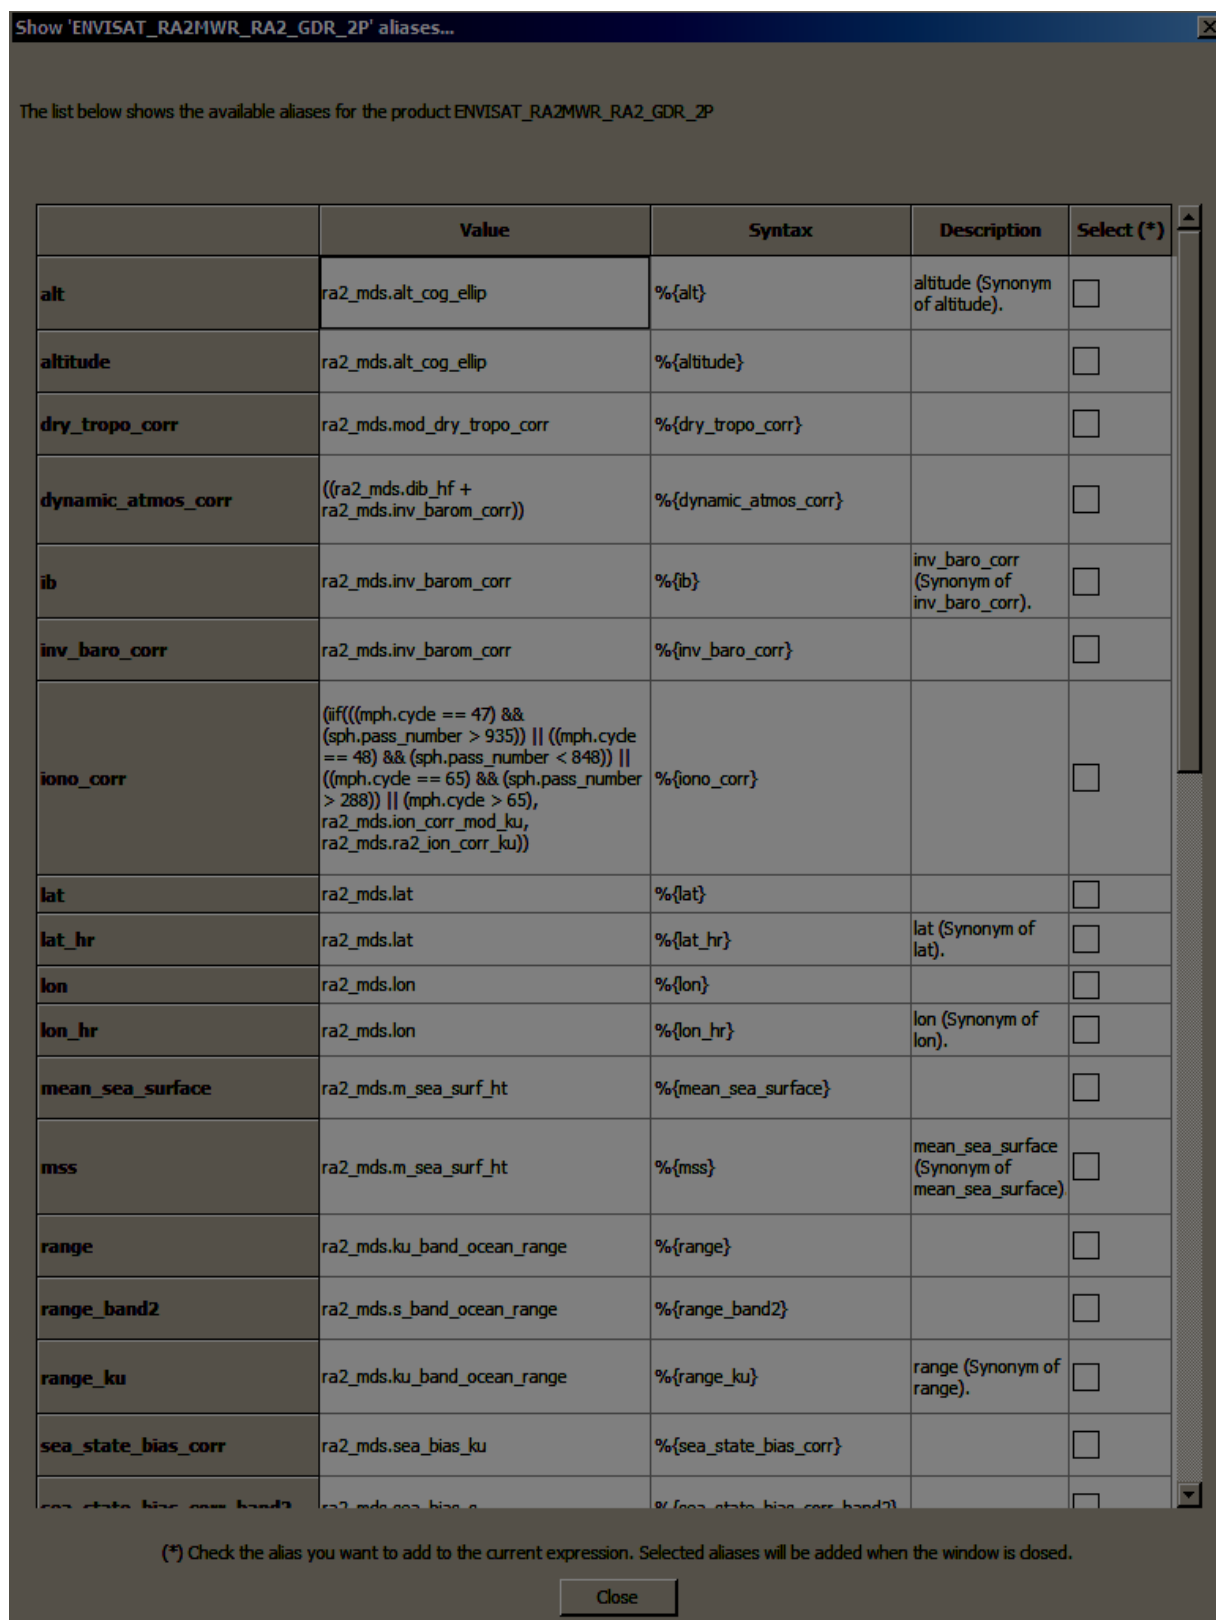 Show 'ENVISAT_RA2MWR_RA2_GDR_2P' aliases...
The list below shows the available aliases for the product ENVISAT_RA2MWR_RA2_GDR_2P
Value Syntax Description Select (*)
alt ra2_mds.alt_cog_ellip %{alt} altitude (Synonym
of altitude).
altitude ra2_mds.alt_cog_ellip %{altitude}
dry_tropo_corr ra2_mds.mod_dry_tropo_corr %{dry_tropo_corr}
dynamic_atmos_corr ((ra2_mds.dib_hf +
ra2_mds.inv_barom_corr)) %{dynamic_atmos_corr}
ib ra2_mds.inv_barom_corr %{ib} inv_baro_corr
(Synonym of
inv_baro_corr).
inv_baro_corr ra2_mds.inv_barom_corr %{inv_baro_corr}
iono_corr (iif(((mph.cycle == 47) &&
(sph.pass_number > 935)) || ((mph.cycle
== 48) && (sph.pass_number < 848)) ||
((mph.cycle == 65) && (sph.pass_number
> 288)) || (mph.cycle > 65),
ra2_mds.ion_corr_mod_ku,
ra2_mds.ra2_ion_corr_ku)) %{iono_corr}
lat ra2_mds.lat %{lat}
lat_hr ra2_mds.lat %{lat_hr} lat (Synonym of
lat).
lon ra2_mds.lon %{lon}
lon_hr ra2_mds.lon %{lon_hr} lon (Synonym of
lon).
mean_sea_surface ra2_mds.m_sea_surf_ht %{mean_sea_surface}
mss ra2_mds.m_sea_surf_ht %{mss} mean_sea_surface
(Synonym of
mean_sea_surface)
range ra2_mds.ku_band_ocean_range %{range}
range_band2 ra2_mds.s_band_ocean_range %{range_band2}
range_ku ra2_mds.ku_band_ocean_range %{range_ku} range (Synonym of
range).
sea_state_bias_corr ra2_mds.sea_bias_ku %{sea_state_bias_corr}
sea_state_bias_corr_band2 ra2_mds.sea_bias_s %{sea_state_bias_corr_band2}
(*) Check the alias you want to add to the current expression. Selected aliases will be added when the window is closed.
Close